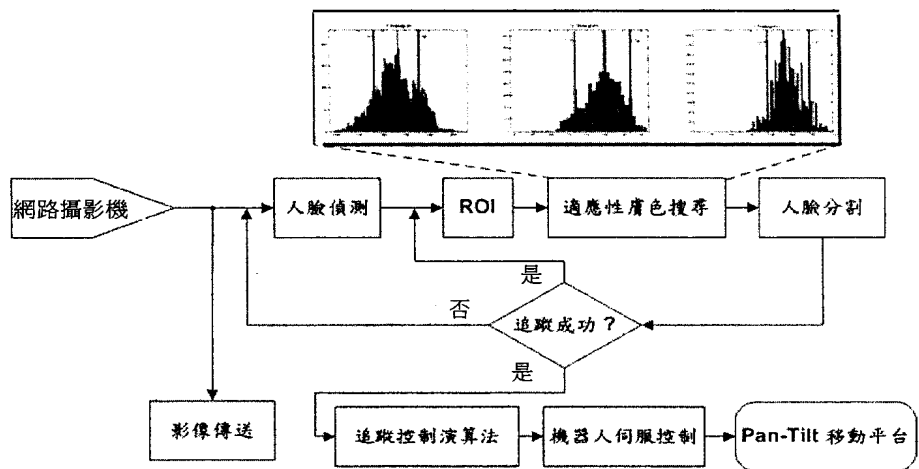 網路攝影機
人臉偵測
ROI
適應性膚色搜尋
人臉分割
是
否
追蹤成功？
是
影像傳送
追蹤控制演算法
機器人伺服控制
Pan-Tilt 移動平台